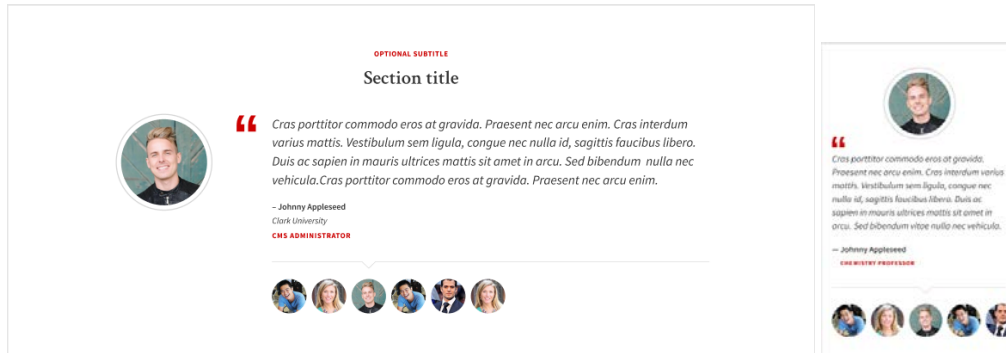 OPTIONAL SUBTITLE
Section title
“
Cras porttitor commodo eros at gravida. Praesent nec arcu enim. Cras interdum
varius mattis. Vestibulum sem ligula, congue nec nulla id, sagittis faucibus libero.
Duis ac sapien in mauris ultrices mattis sit amet in arcu. Sed bibendum nulla nec
vehicula.Cras porttitor commodo eros at gravida. Praesent nec arcu enim.
– Johnny Appleseed
Clark University
CMS ADMINISTRATOR
“
Cras porttitor commodo eros at gravida.
Praesent nec arcu enim. Cras interdum varius
mattis. Vestibulum sem ligula, congue nec
nulla id, sagittis faucibus libero. Duis ac
sapien in mauris ultrices mattis sit amet in
arcu. Sed bibendum vitae nulla nec vehicula.
— Johnny Appleseed
CHEMISTRY PROFESSOR